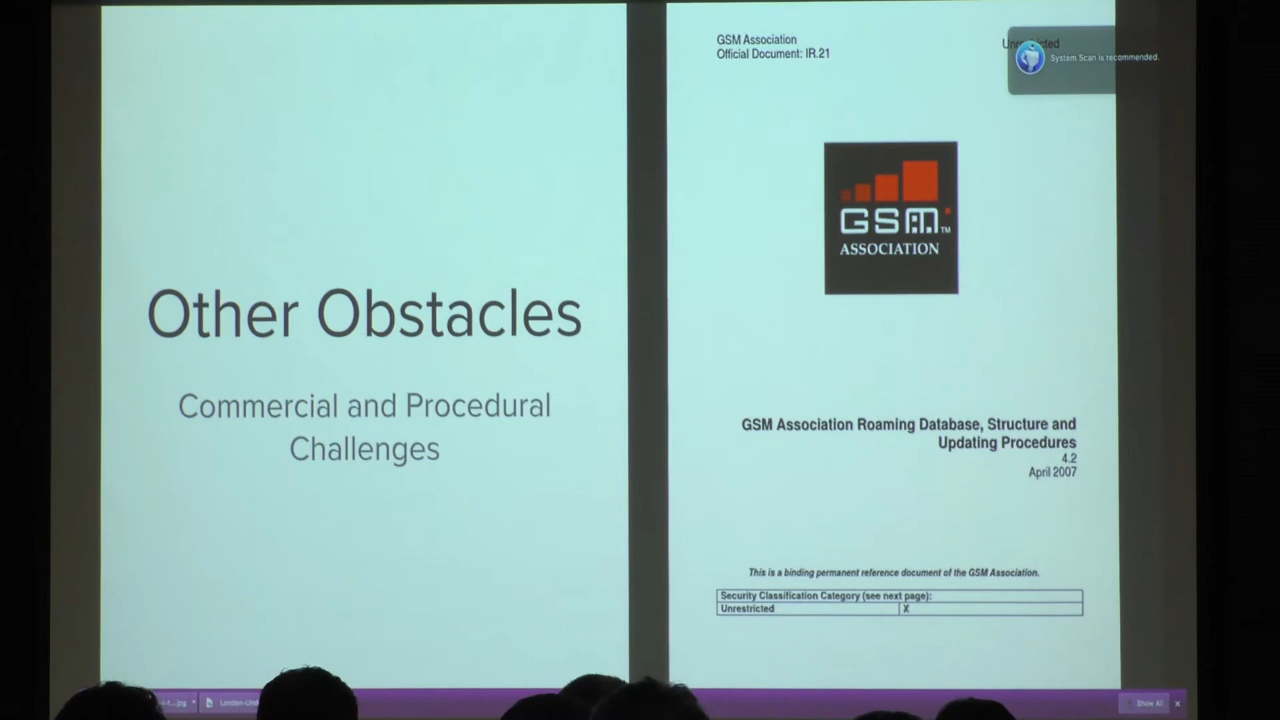 Other Obstacles
Commercial and Procedural
Challenges
GSM Association
Official Document: IR.21
System Scan is recommended.
GSM™
ASSOCIATION
GSM Association Roaming Database, Structure and
Updating Procedures
4.2
April 2007
This is a binding permanent reference document of the GSM Association.
Security Classification Category (see next page):
Unrestricted X
Show All x